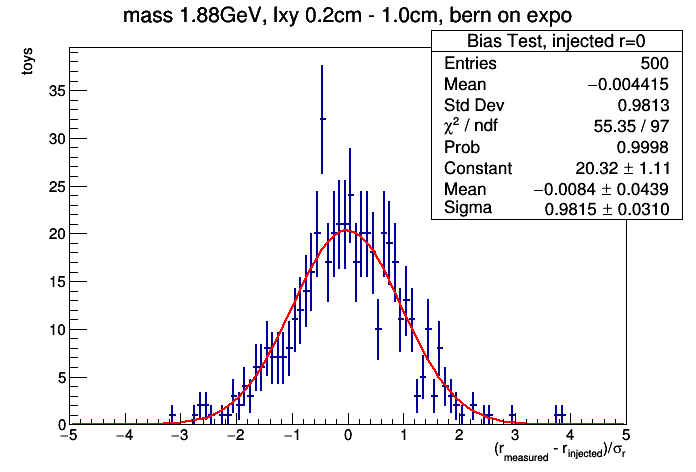 mass 1.88GeV, lxy 0.2cm - 1.0cm, bern on expo
Bias Test, injected r=0
Entries 500
Mean −0.004415
Std Dev 0.9813
χ² / ndf 55.35 / 97
Prob 0.9998
Constant 20.32 ± 1.11
Mean −0.0084 ± 0.0439
Sigma 0.9815 ± 0.0310
toys
35
30
25
20
15
10
5
0
−5 −4 −3 −2 −1 0 1 2 3 4 5
(r_measured - r_injected)/σ_r